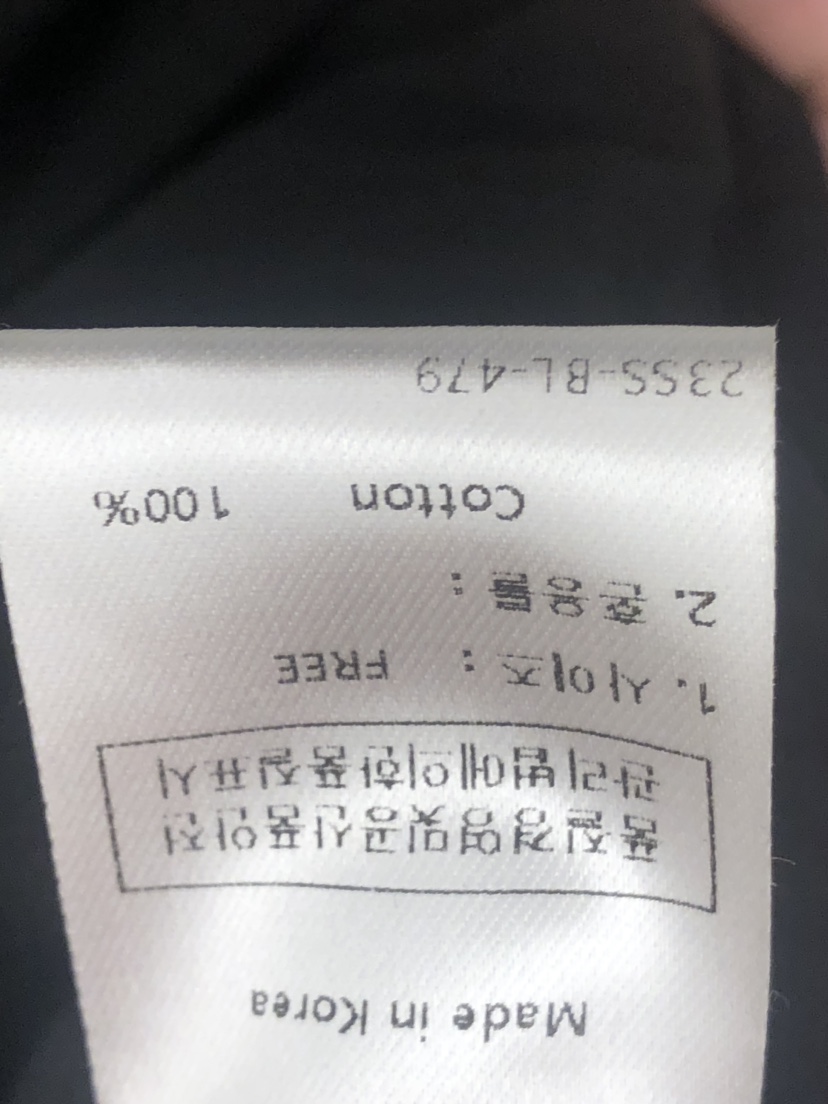 Made in Korea
품질경영및공산품안전
관리법에의한품질표시
1. 사이즈 : FREE
2. 혼용률 :
Cotton 100%
23SS-BL-479